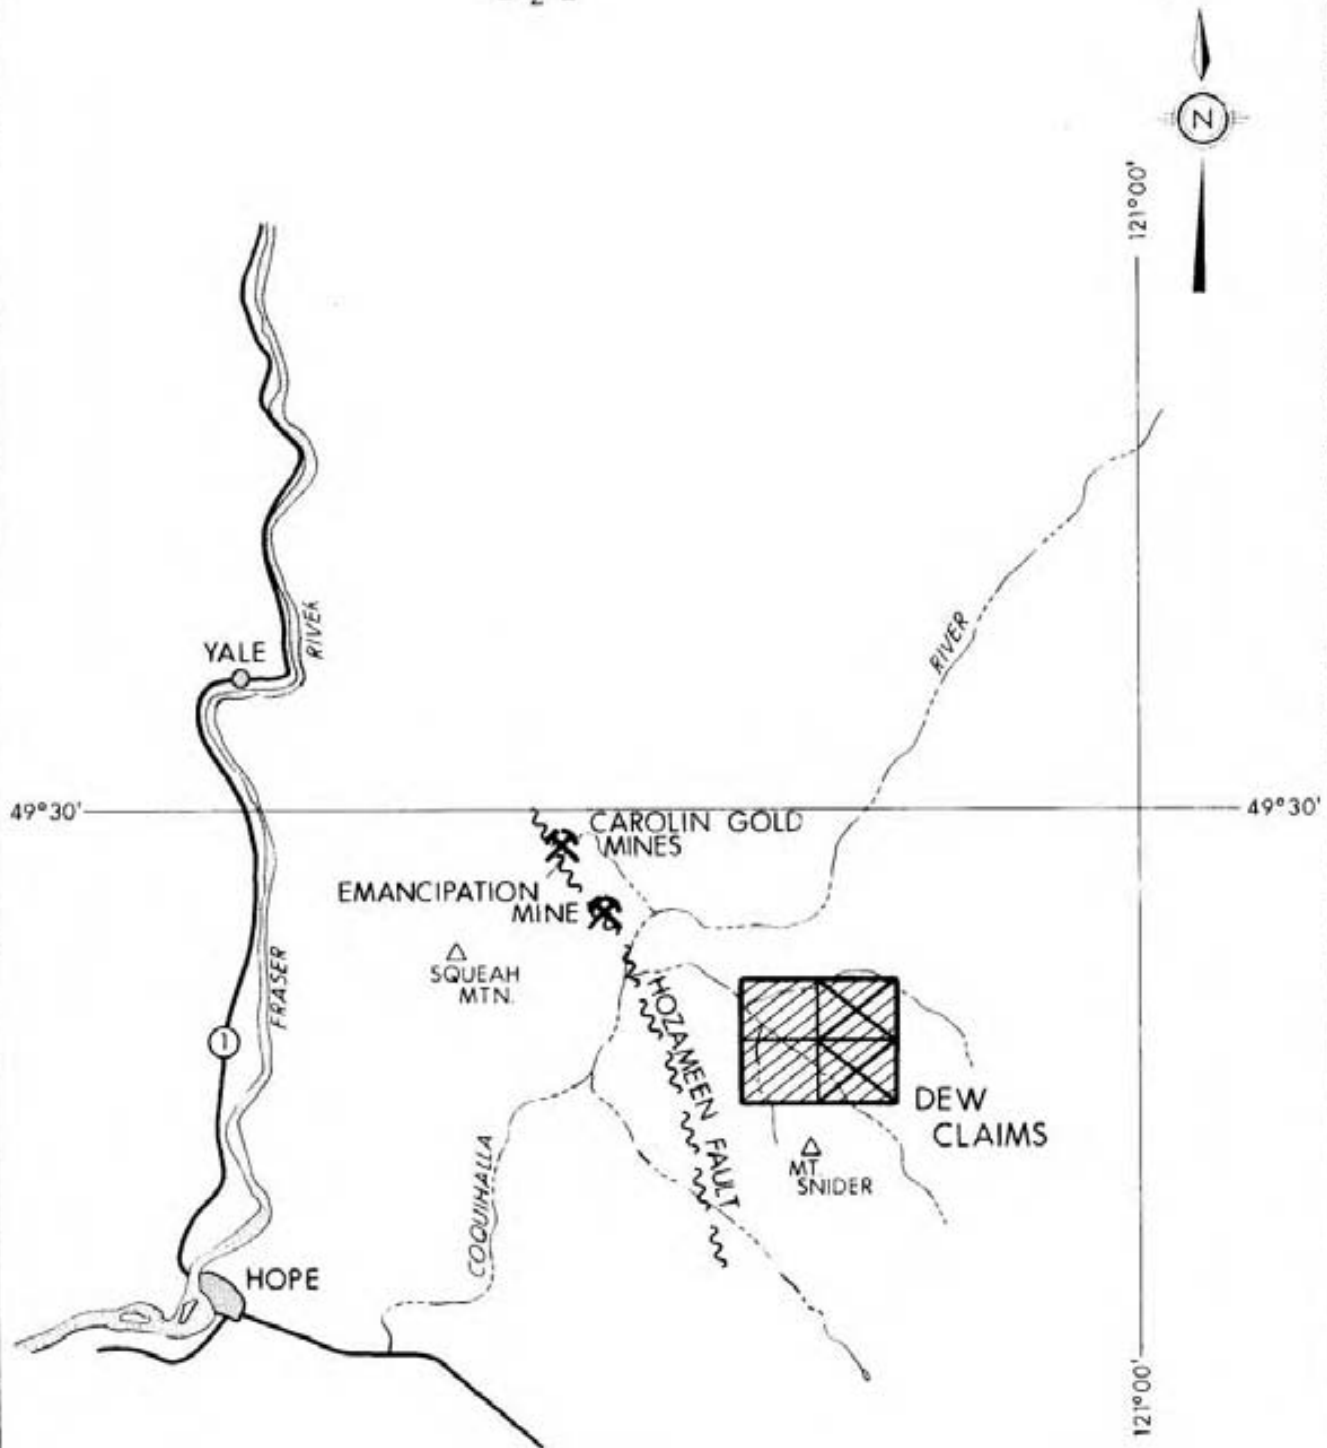 2
N
121°00'
RIVER
YALE
RIVER
49°30'
49°30'
CAROLIN GOLD
MINES
EMANCIPATION
MINE
SQUEAH
MTN.
FRASER
HOZAMEEN FAULT
1
DEW
CLAIMS
MT.
SNIDER
COQUIHALLA
HOPE
121°00'